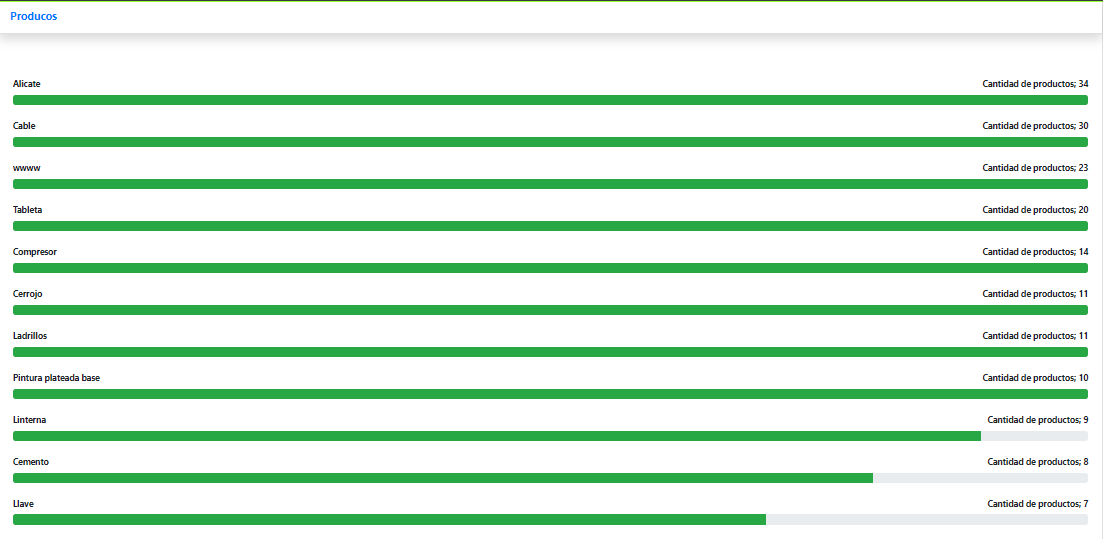 Producos
Alicate Cantidad de productos; 34
Cable Cantidad de productos; 30
wwww Cantidad de productos; 23
Tableta Cantidad de productos; 20
Compresor Cantidad de productos; 14
Cerrojo Cantidad de productos; 11
Ladrillos Cantidad de productos; 11
Pintura plateada base Cantidad de productos; 10
Linterna Cantidad de productos; 9
Cemento Cantidad de productos; 8
Llave Cantidad de productos; 7